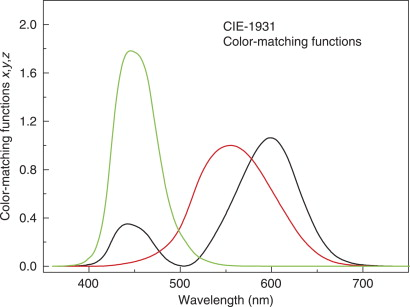 CIE-1931
Color-matching functions
Color-matching functions x,y,z
2.0
1.6
1.2
0.8
0.4
0.0
400 500 600 700
Wavelength (nm)